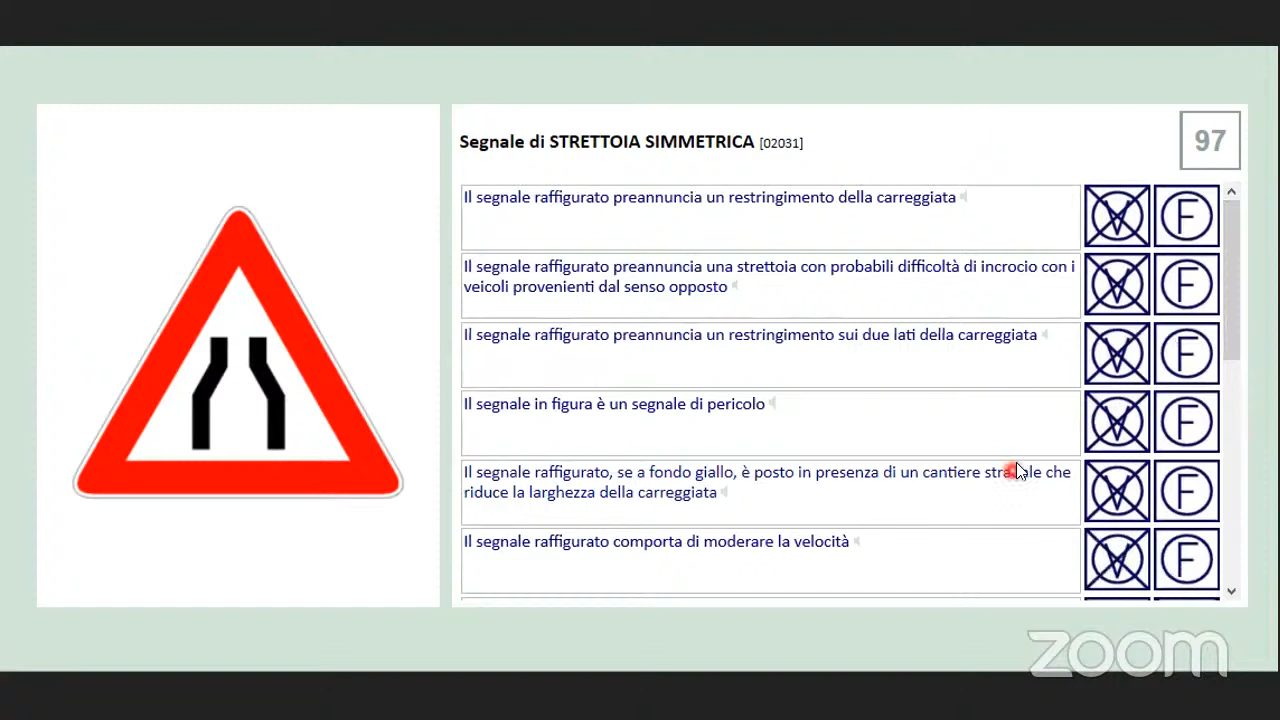 Segnale di STRETTOIA SIMMETRICA [02031]
97
Il segnale raffigurato preannuncia un restringimento della carreggiata
V F
Il segnale raffigurato preannuncia una strettoia con probabili difficoltà di incrocio con i
veicoli provenienti dal senso opposto
V F
Il segnale raffigurato preannuncia un restringimento sui due lati della carreggiata
V F
Il segnale in figura è un segnale di pericolo
V F
Il segnale raffigurato, se a fondo giallo, è posto in presenza di un cantiere stradale che
riduce la larghezza della carreggiata
V F
Il segnale raffigurato comporta di moderare la velocità
V F
zoom